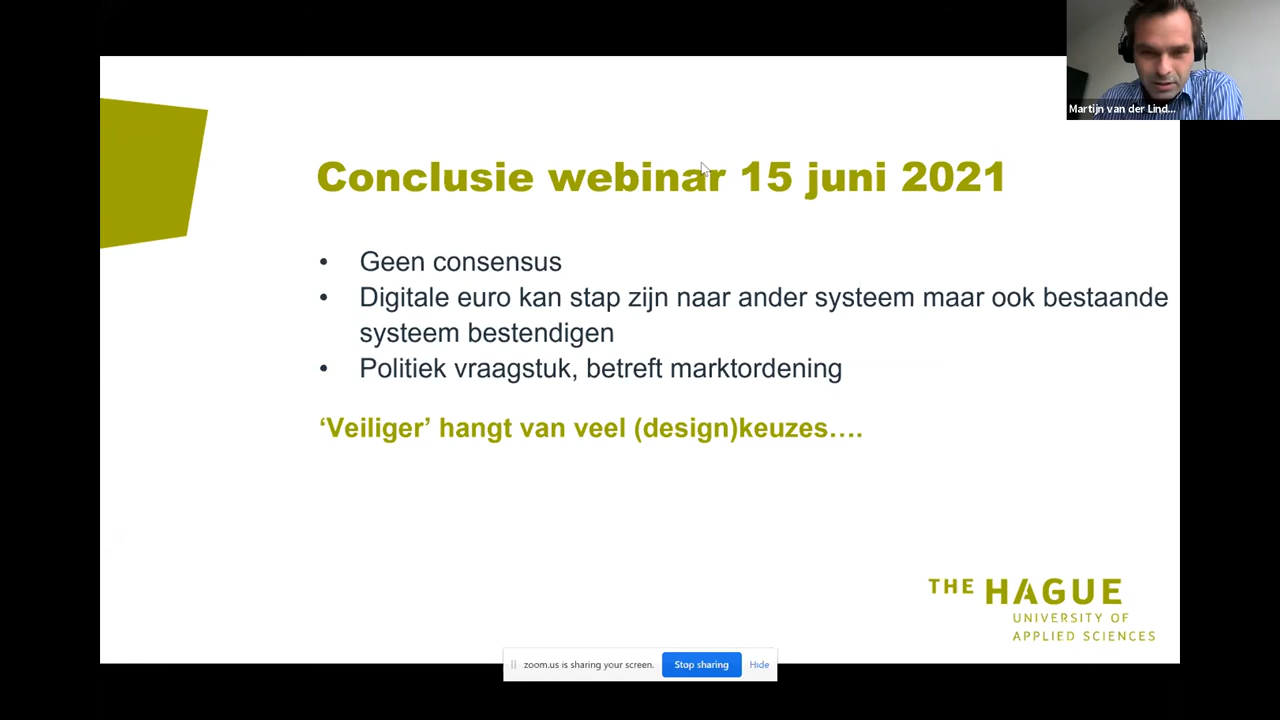 Martijn van der Lind...
Conclusie webinar 15 juni 2021
• Geen consensus
• Digitale euro kan stap zijn naar ander systeem maar ook bestaande
systeem bestendigen
• Politiek vraagstuk, betreft marktordening
‘Veiliger’ hangt van veel (design)keuzes….
THE HAGUE
UNIVERSITY OF
APPLIED SCIENCES
zoom.us is sharing your screen. Stop sharing Hide